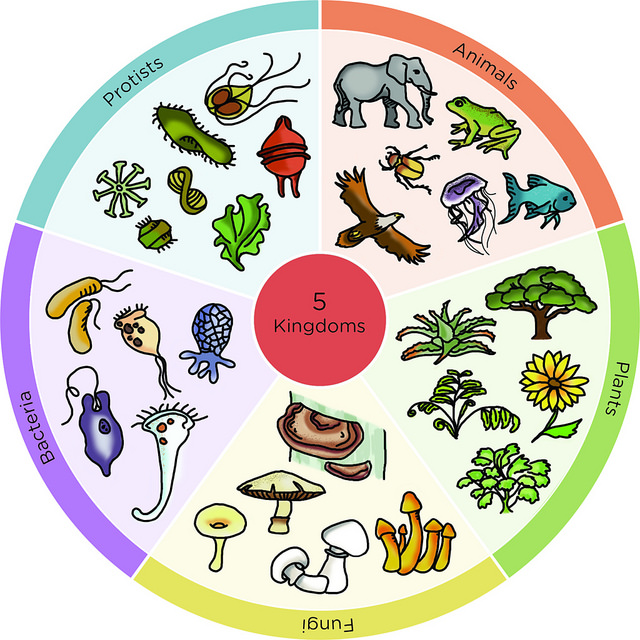 Protists
Animals
5
Kingdoms
Bacteria
Plants
Fungi